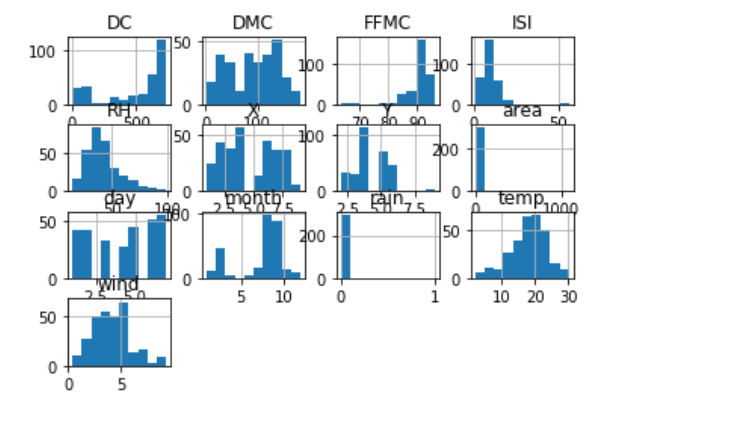 DC DMC FFMC ISI
100 50 100 100
0 0 0 0
0 500 0 100 70 80 90 0 50
RH X Y area
50 50 100 200
0 0 0 0
50 100 2.5 5.0 7.5 2.5 5.0 7.5 0 1000
day month rain temp
50 100 200 50
0 0 0 0
2.5 5.0 5 10 0 1 10 20 30
wind
50
0
0 5